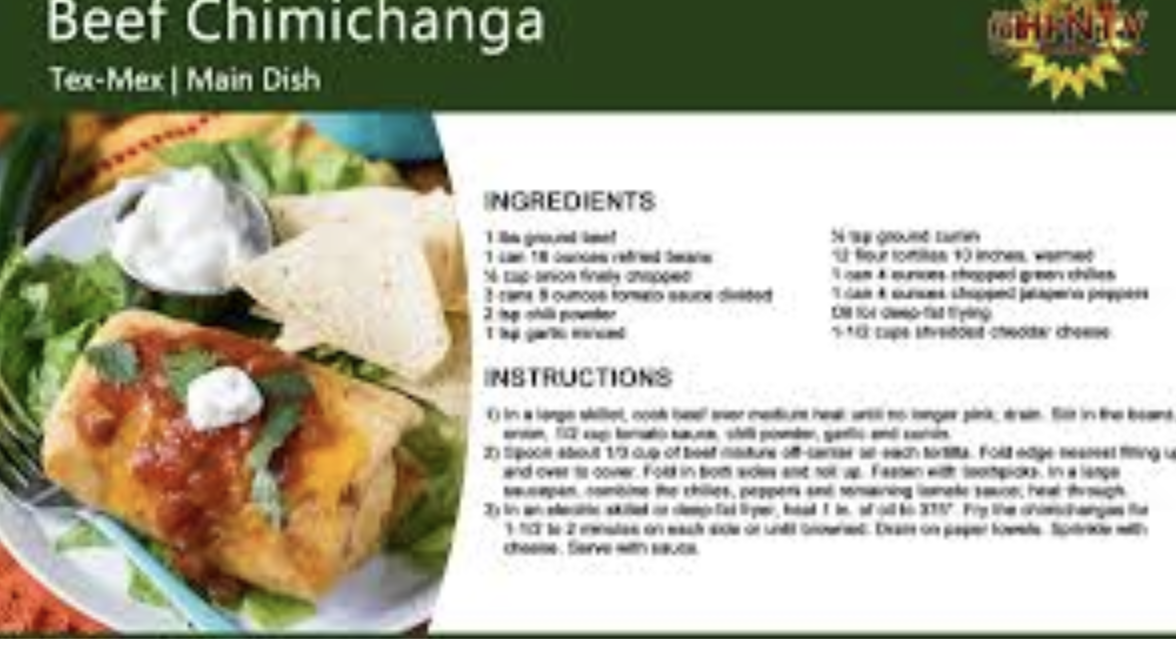 Beef Chimichanga
Tex-Mex | Main Dish
INGREDIENTS
1 lbs ground beef
1 can 16 ounces refried beans
½ cup onion finely chopped
3 cans 8 ounces tomato sauce divided
2 tsp chili powder
1 tsp garlic minced
½ tsp ground cumin
12 flour tortillas 10 inches, warmed
1 can 4 ounces chopped green chilies
1 can 4 ounces chopped jalapeno peppers
Oil for deep-fat frying
1-1/2 cups shredded cheddar cheese
INSTRUCTIONS
1) In a large skillet, cook beef over medium heat until no longer pink; drain. Stir in the beans
onion, 1/2 cup tomato sauce, chili powder, garlic and cumin.
2) Spoon about 1/3 cup of beef mixture off-center on each tortilla. Fold edge nearest filling up
and over to cover. Fold in both sides and roll up. Fasten with toothpicks. In a large
saucepan, combine the chilies, peppers and remaining tomato sauce; heat through.
3) In an electric skillet or deep-fat fryer, heat 1 in. of oil to 375°. Fry the chimichangas for
1-1/2 to 2 minutes on each side or until browned. Drain on paper towels. Sprinkle with
cheese. Serve with sauce.